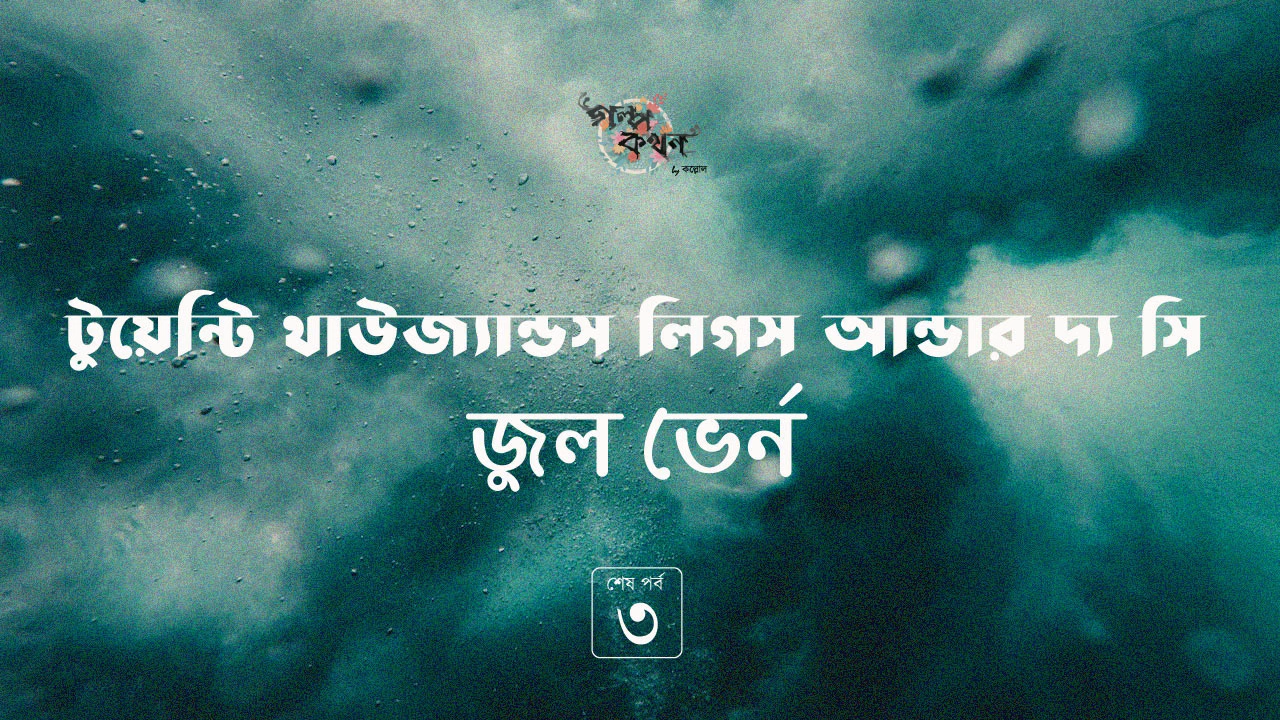 গল্প
কথন
by কল্লোল
টুয়েন্টি থাউজ্যান্ডস লিগস আন্ডার দ্য সি
জুল ভের্ন
শেষ পর্ব
৩